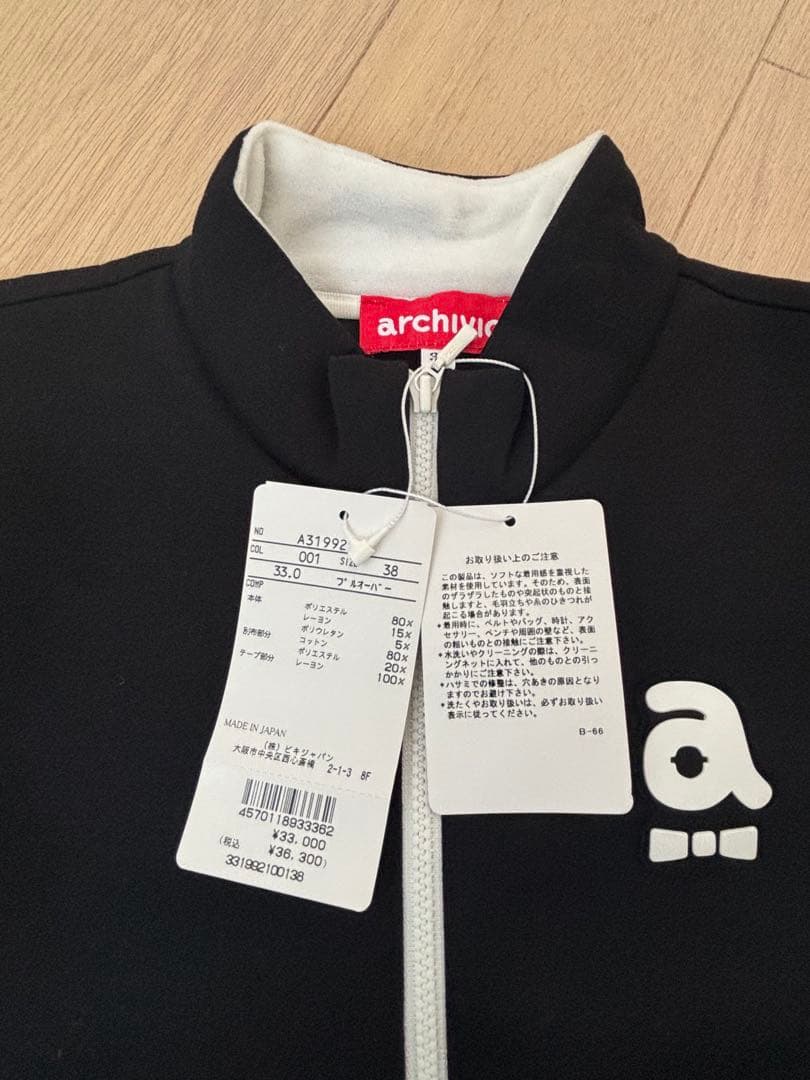 archivio
3
NO A31992
COL 001 SIZE 38
33.0 プルオーバー
COMP
本体 ポリエステル 80%
レーヨン 15%
ポリウレタン 5%
別布部分 コットン 80%
ポリエステル 20%
テープ部分 レーヨン 100%
MADE IN JAPAN
(株) ビキジャパン
大阪市中央区西心斎橋 2-1-3 8F
4570118933362
¥33,000
(税込 ¥36,300)
331992100138
お取り扱い上のご注意
この製品は、ソフトな着用感を重視した
素材を使用しています。そのため、表面
のザラザラしたものや突起状のものと接
触しますと、毛羽立ちや糸のひきつれが
起こる場合があります。
*着用時に、ベルトやバッグ、時計、アク
セサリー、ベンチや周囲の壁など、表面
の粗いものとの接触にご注意下さい。
*水洗いやクリーニングの際は、クリーニ
ングネットに入れて、他のものとの引っ
かかりにご注意下さい。
*ハサミでの修整は、穴あきの原因となり
ますのでお避け下さい。
*洗たくやお取り扱いは、必ずお取り扱い
表示に従ってください。
B-66
a